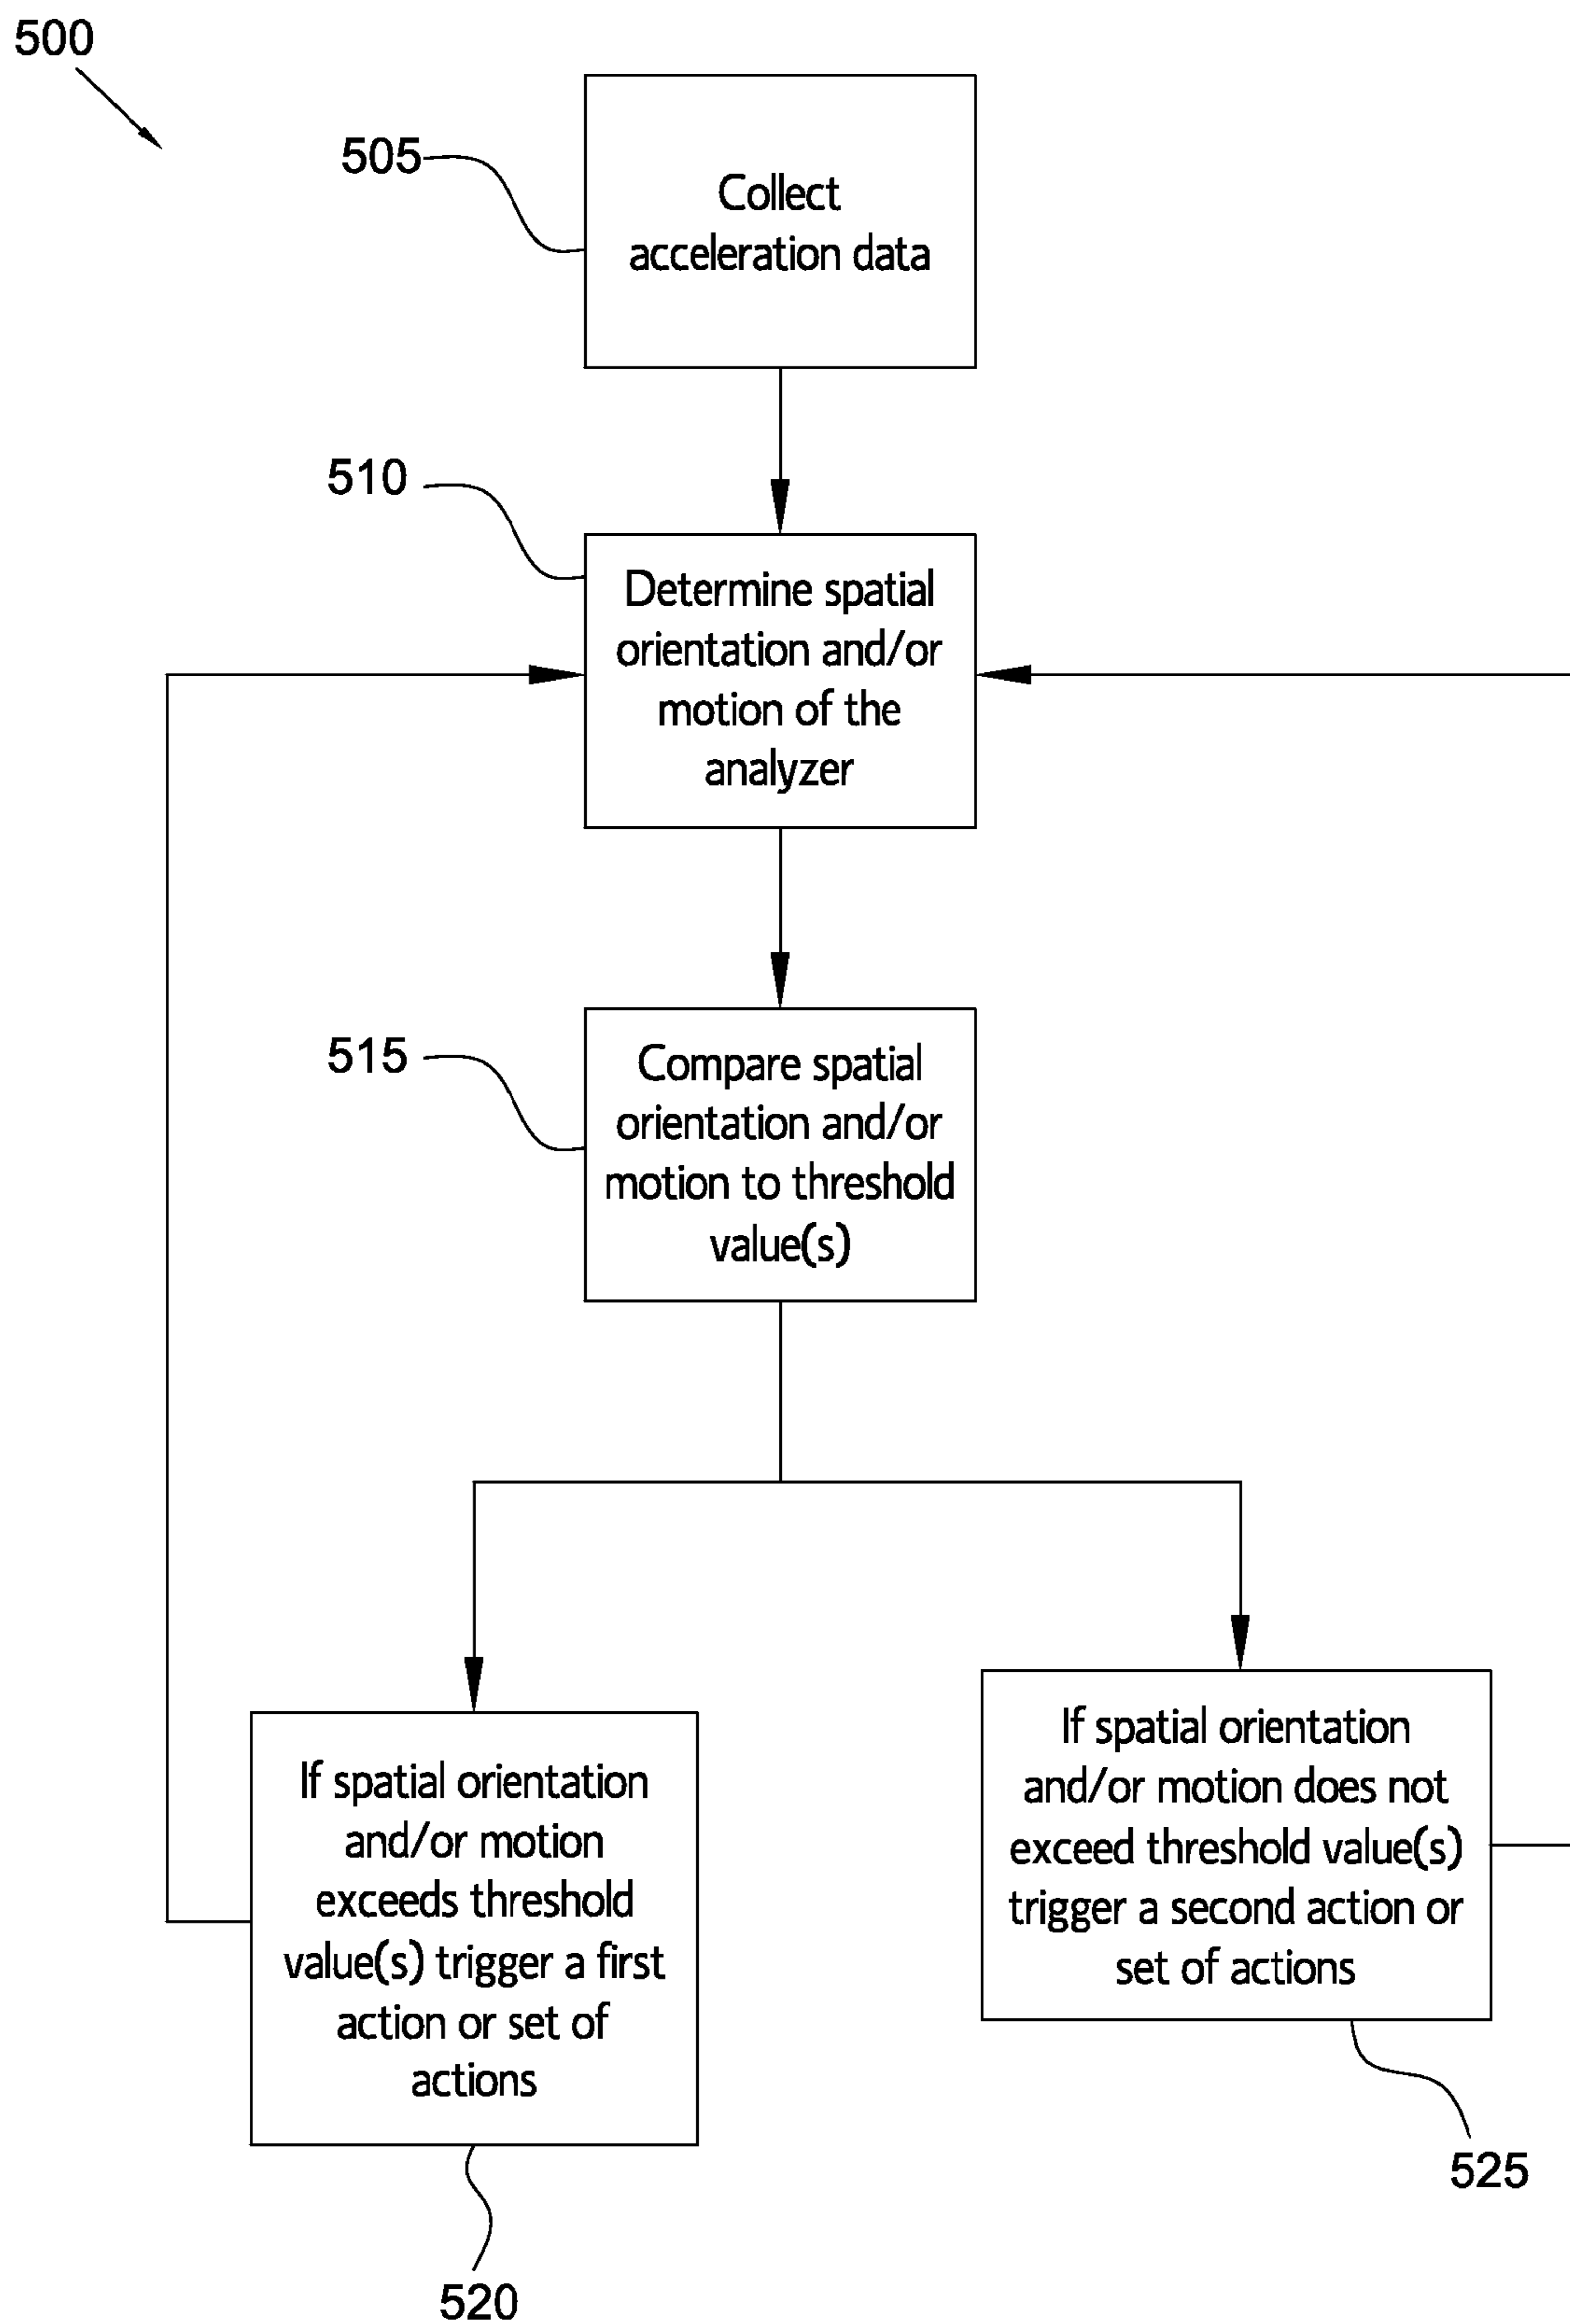 500
505
Collect
acceleration data
510
Determine spatial
orientation and/or
motion of the
analyzer
515
Compare spatial
orientation and/or
motion to threshold
value(s)
If spatial orientation
and/or motion
exceeds threshold
value(s) trigger a first
action or set of
actions
520
If spatial orientation
and/or motion does not
exceed threshold value(s)
trigger a second action or
set of actions
525